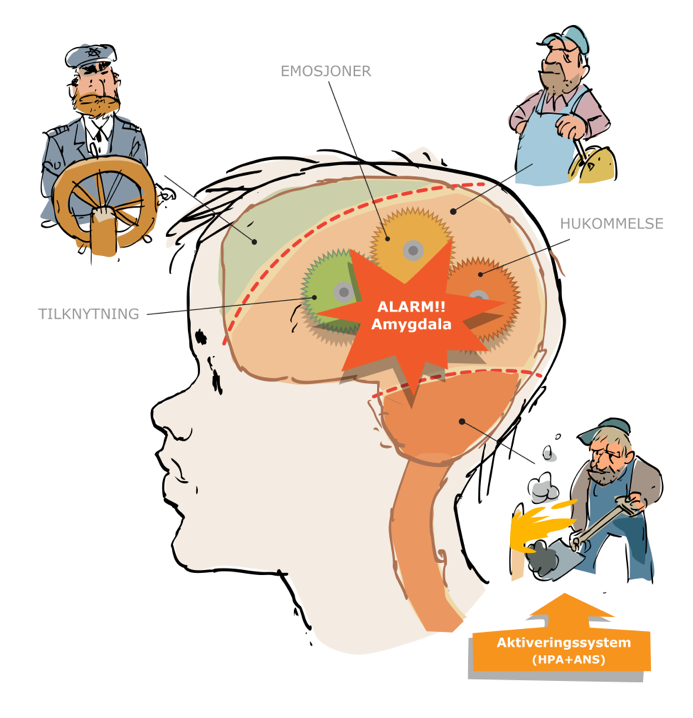 EMOSJONER
HUKOMMELSE
TILKNYTNING
ALARM!!
Amygdala
Aktiveringssystem
(HPA+ANS)